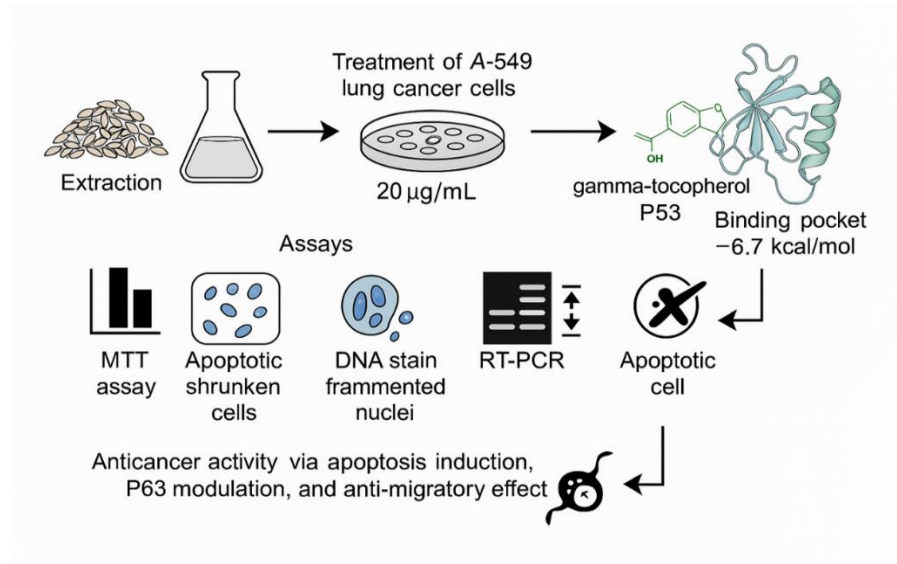 Extraction
Treatment of A-549
lung cancer cells
20 µg/mL
OH
O
gamma-tocopherol
P53
Binding pocket
−6.7 kcal/mol
Assays
MTT
assay
Apoptotic
shrunken
cells
DNA stain
frammented
nuclei
RT-PCR
Apoptotic
cell
Anticancer activity via apoptosis induction,
P63 modulation, and anti-migratory effect